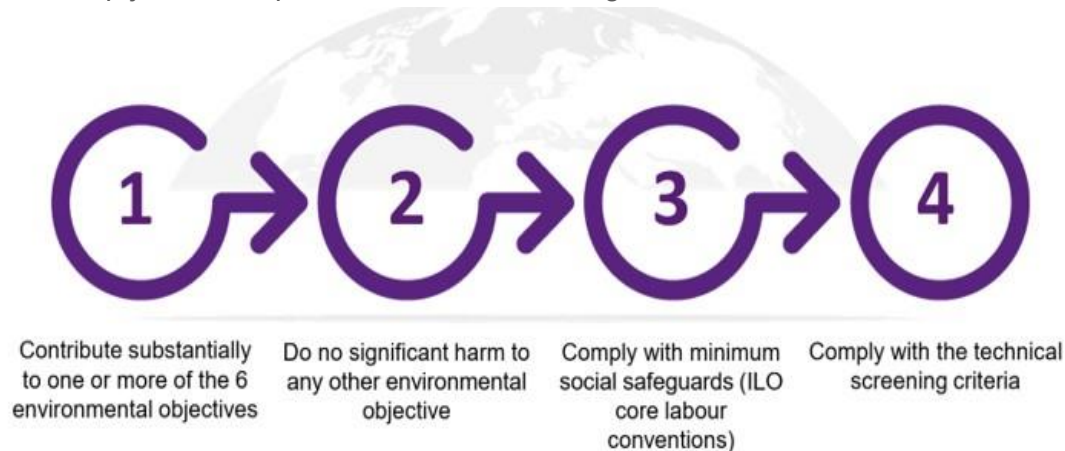 1
2
3
4
Contribute substantially
to one or more of the 6
environmental objectives
Do no significant harm to
any other environmental
objective
Comply with minimum
social safeguards (ILO
core labour
conventions)
Comply with the technical
screening criteria